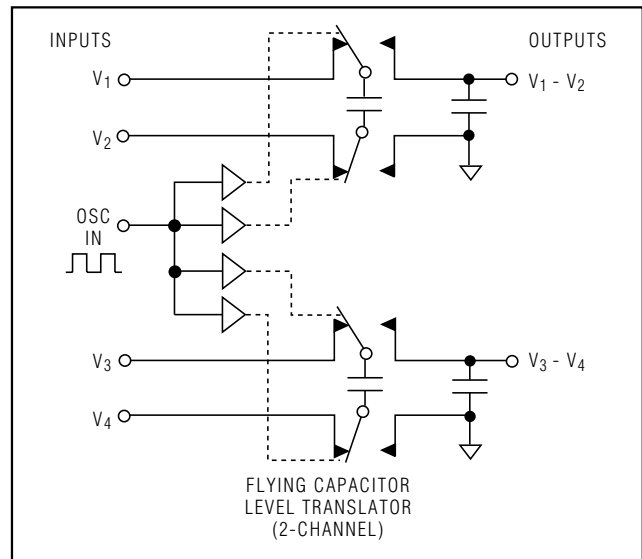 INPUTS
OUTPUTS
V1
V1 - V2
V2
OSC
IN
V3
V3 - V4
V4
FLYING CAPACITOR
LEVEL TRANSLATOR
(2-CHANNEL)